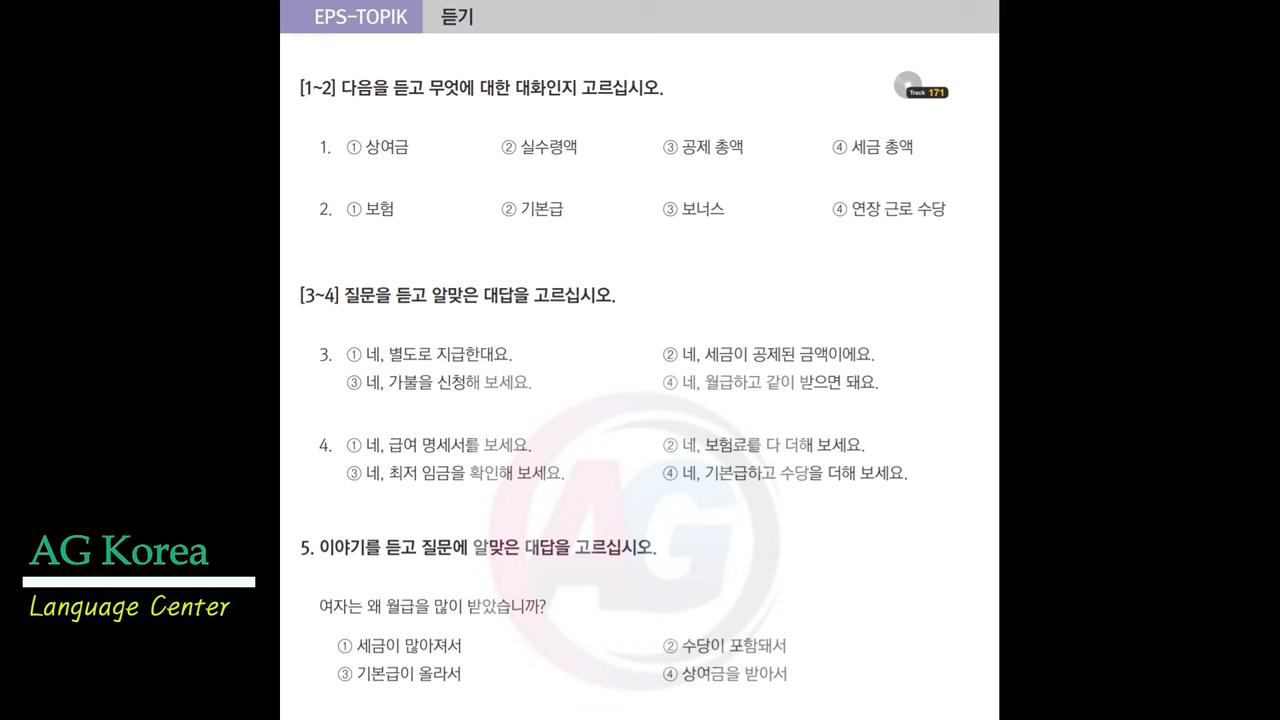 EPS-TOPIK 듣기
[1~2] 다음을 듣고 무엇에 대한 대화인지 고르십시오.
Track 171
1. ① 상여금 ② 실수령액 ③ 공제 총액 ④ 세금 총액
2. ① 보험 ② 기본급 ③ 보너스 ④ 연장 근로 수당
[3~4] 질문을 듣고 알맞은 대답을 고르십시오.
3. ① 네, 별도로 지급한대요. ② 네, 세금이 공제된 금액이에요.
③ 네, 가불을 신청해 보세요. ④ 네, 월급하고 같이 받으면 돼요.
4. ① 네, 급여 명세서를 보세요. ② 네, 보험료를 다 더해 보세요.
③ 네, 최저 임금을 확인해 보세요. ④ 네, 기본급하고 수당을 더해 보세요.
AG
5. 이야기를 듣고 질문에 알맞은 대답을 고르십시오.
여자는 왜 월급을 많이 받았습니까?
① 세금이 많아져서 ② 수당이 포함돼서
③ 기본급이 올라서 ④ 상여금을 받아서
AG Korea
Language Center